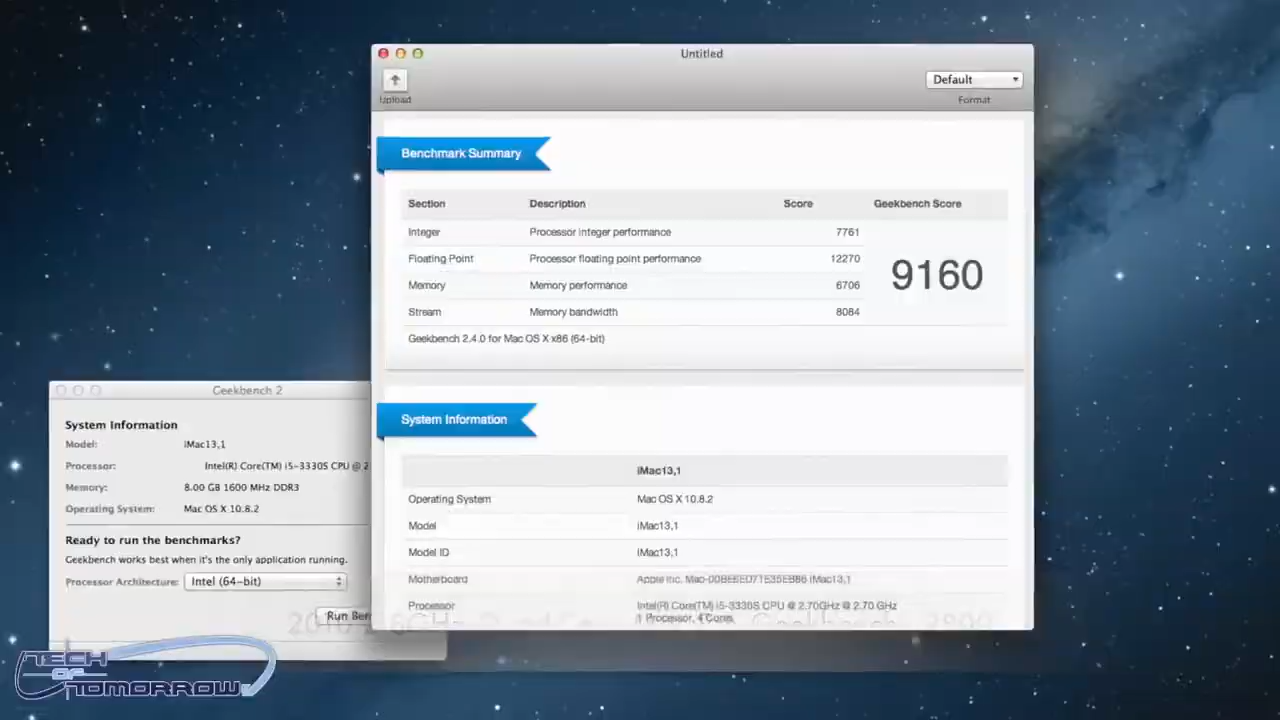 Untitled
Upload
Default
Format
Benchmark Summary
Section Description Score Geekbench Score
Integer Processor integer performance 7761
Floating Point Processor floating point performance 12270
9160
Memory Memory performance 6706
Stream Memory bandwidth 8084
Geekbench 2.4.0 for Mac OS X x86 (64-bit)
System Information
iMac13,1
Operating System Mac OS X 10.8.2
Model iMac13,1
Model ID iMac13,1
Motherboard Apple Inc. iMac13,1
Processor Intel(R) Core(TM) i5-3330S CPU @ 2.70GHz @ 2.70 GHz
1 Processor, 4 Cores
Geekbench 2
System Information
Model: iMac13,1
Processor: Intel(R) Core(TM) i5-3330S CPU @ 2
Memory: 8.00 GB 1600 MHz DDR3
Operating System: Mac OS X 10.8.2
Ready to run the benchmarks?
Geekbench works best when it's the only application running.
Processor Architecture: Intel (64-bit)
Run Ben
TECH
OF
TOMORROW